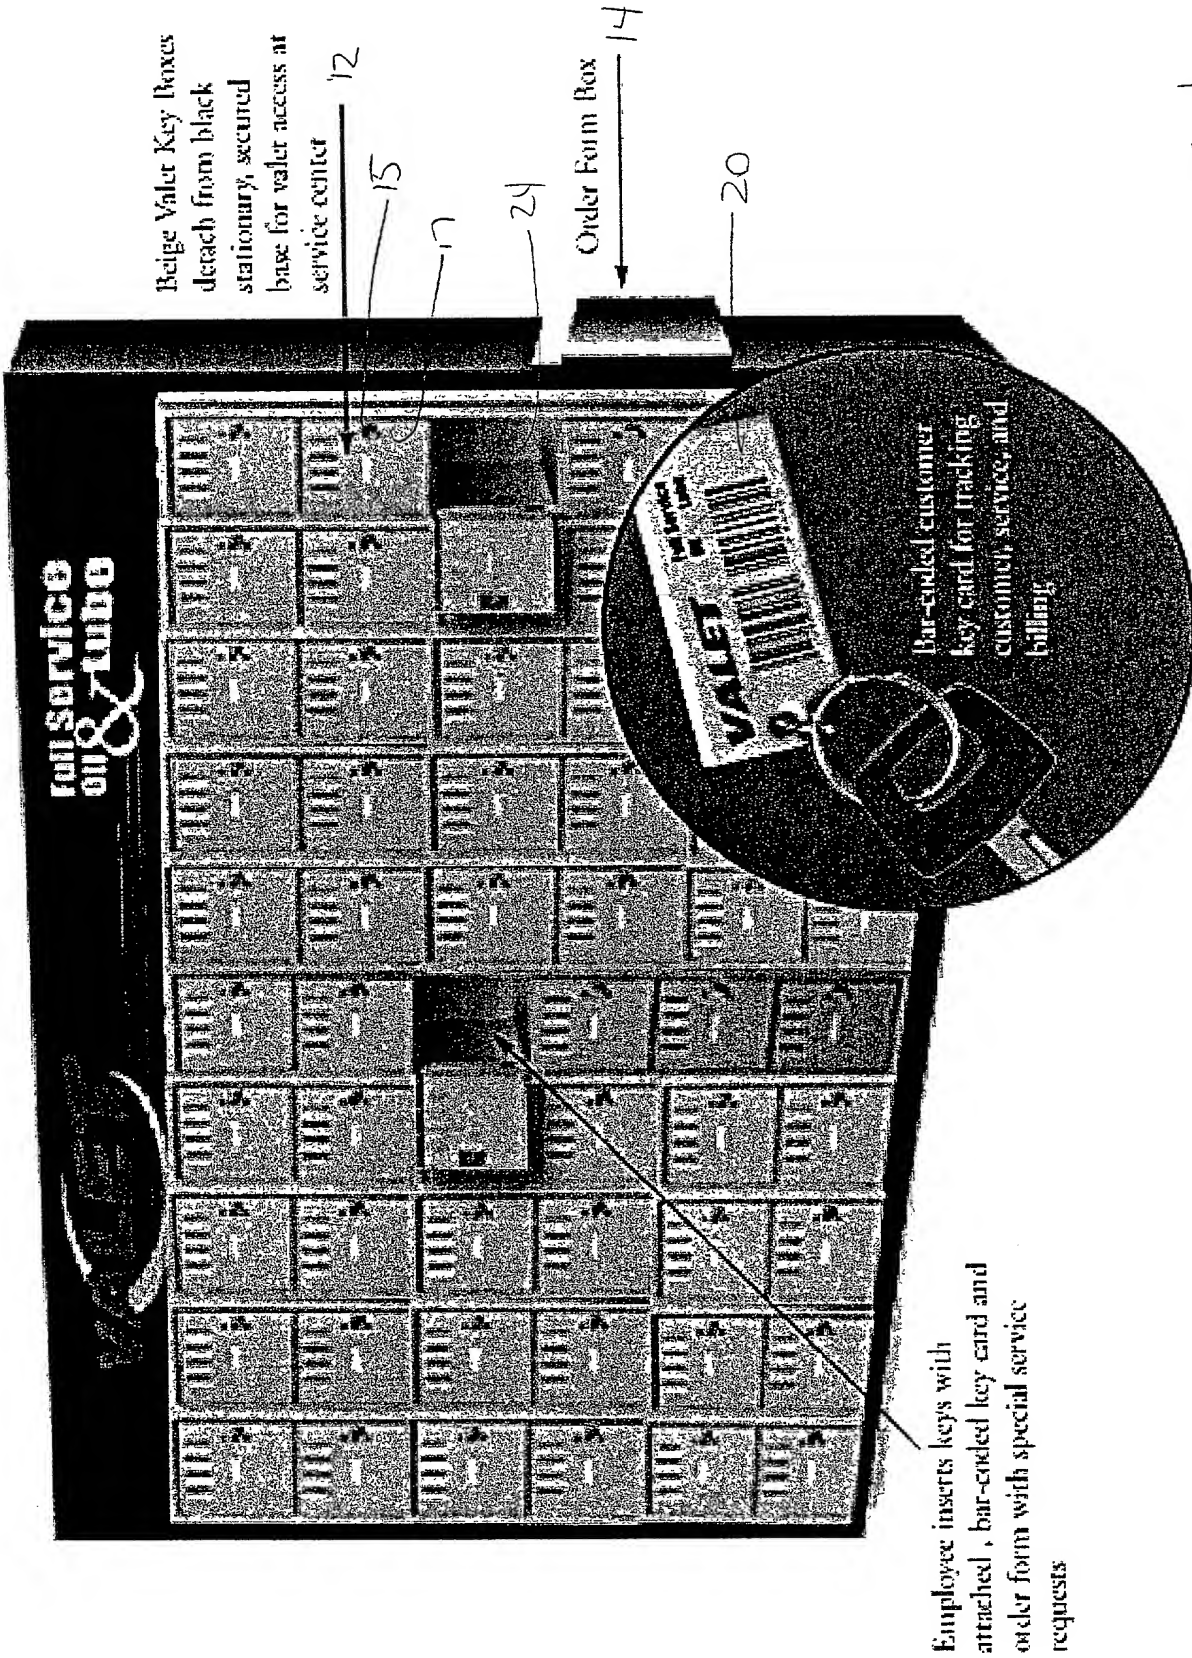 Beige Valet Key Boxes
detach from black
stationary, secured
base for valet access at
service center
12
15
17
24
Order Form Box
14
20
full service
oil & lube
VALET
VALET
Bar-coded customer
key card for tracking
customer, service, and
billing
Employee inserts keys with
attached , bar-coded key card and
order form with special service
requests